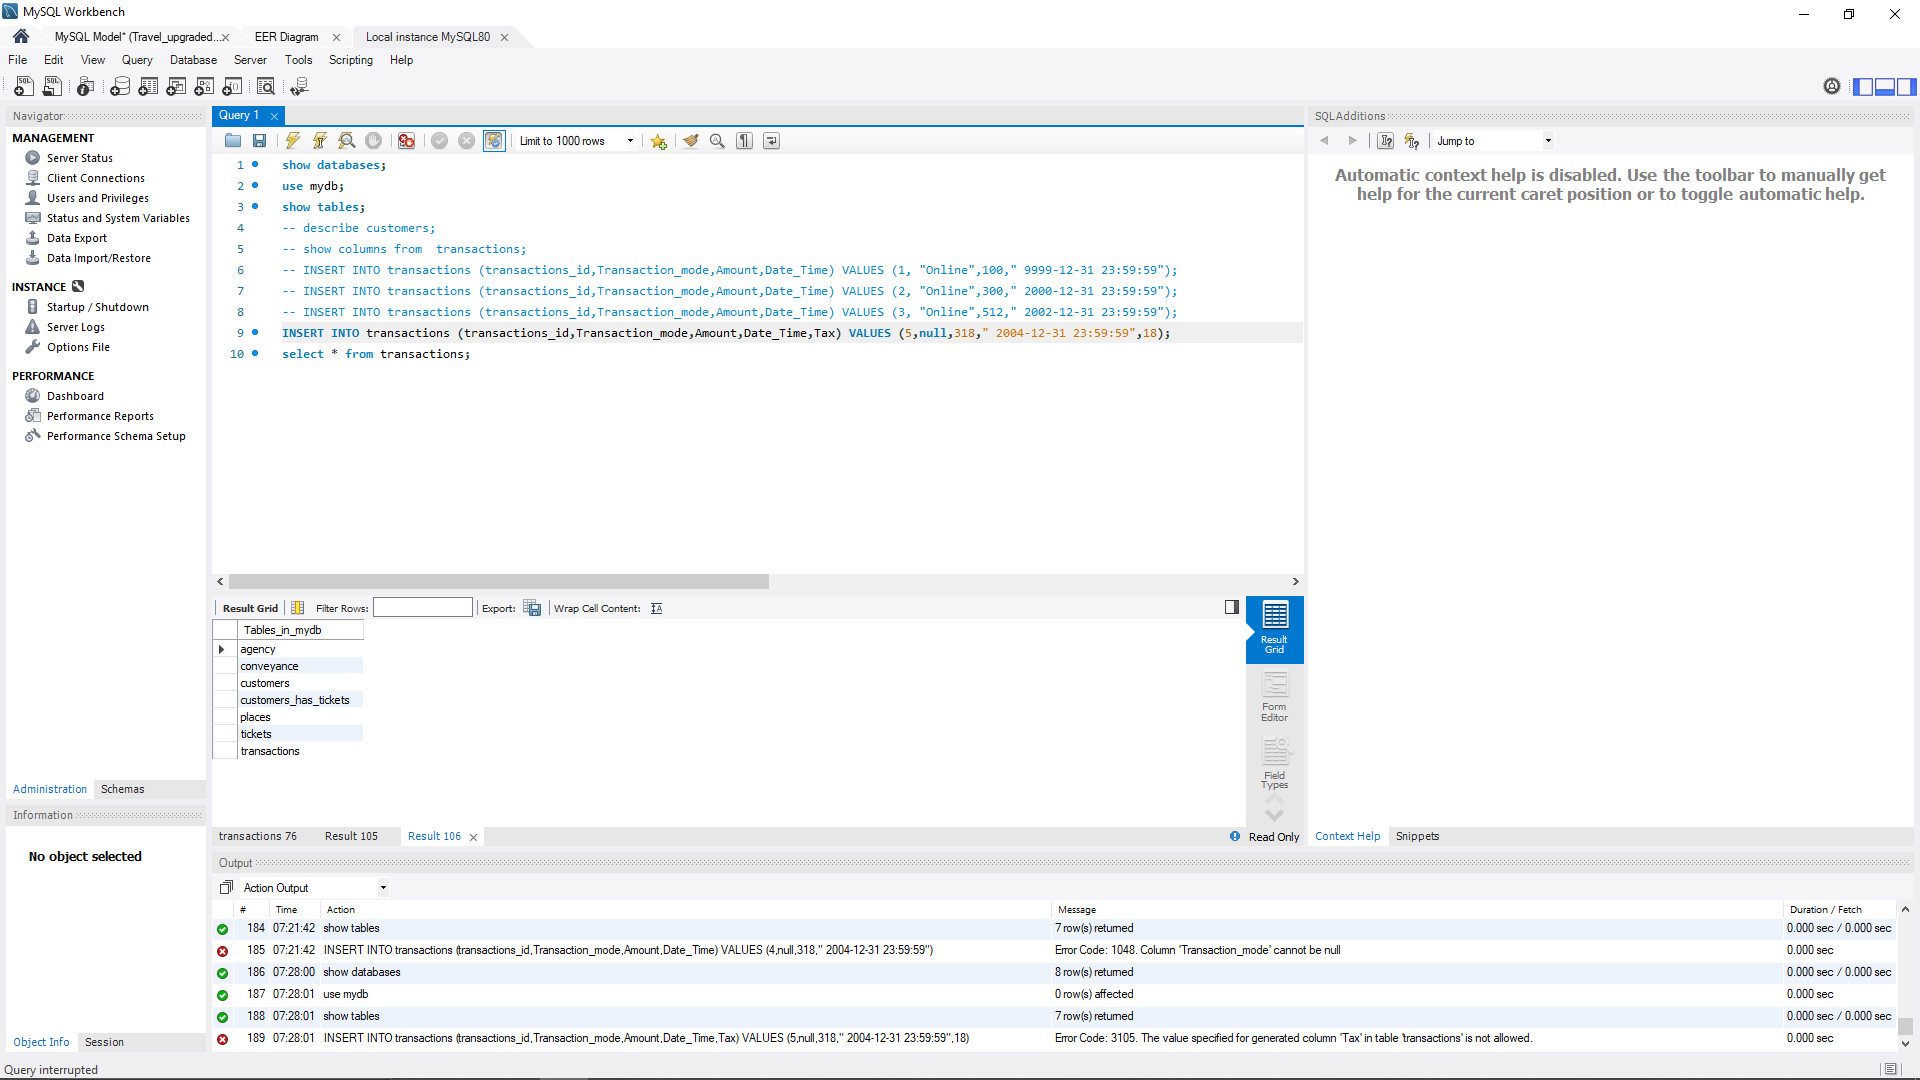 MySQL Workbench
MySQL Model* (Travel_upgraded...
EER Diagram
Local instance MySQL80
File Edit View Query Database Server Tools Scripting Help
Navigator
MANAGEMENT
Server Status
Client Connections
Users and Privileges
Status and System Variables
Data Export
Data Import/Restore
INSTANCE
Startup / Shutdown
Server Logs
Options File
PERFORMANCE
Dashboard
Performance Reports
Performance Schema Setup
Administration Schemas
Information
No object selected
Object Info Session
Query interrupted
Query 1
Limit to 1000 rows
1 show databases;
2 use mydb;
3 show tables;
4 -- describe customers;
5 -- show columns from  transactions;
6 -- INSERT INTO transactions (transactions_id,Transaction_mode,Amount,Date_Time) VALUES (1, "Online",100," 9999-12-31 23:59:59");
7 -- INSERT INTO transactions (transactions_id,Transaction_mode,Amount,Date_Time) VALUES (2, "Online",300," 2000-12-31 23:59:59");
8 -- INSERT INTO transactions (transactions_id,Transaction_mode,Amount,Date_Time) VALUES (3, "Online",512," 2002-12-31 23:59:59");
9 INSERT INTO transactions (transactions_id,Transaction_mode,Amount,Date_Time,Tax) VALUES (5,null,318," 2004-12-31 23:59:59",18);
10 select * from transactions;
Result Grid Filter Rows: Export: Wrap Cell Content:
Tables_in_mydb
agency
conveyance
customers
customers_has_tickets
places
tickets
transactions
Result Grid
Form Editor
Field Types
transactions 76 Result 105 Result 106 Read Only
SQLAdditions
Jump to
Automatic context help is disabled. Use the toolbar to manually get
help for the current caret position or to toggle automatic help.
Context Help Snippets
Output
Action Output
# Time Action Message Duration / Fetch
184 07:21:42 show tables 7 row(s) returned 0.000 sec / 0.000 sec
185 07:21:42 INSERT INTO transactions (transactions_id,Transaction_mode,Amount,Date_Time) VALUES (4,null,318," 2004-12-31 23:59:59") Error Code: 1048. Column 'Transaction_mode' cannot be null 0.000 sec
186 07:28:00 show databases 8 row(s) returned 0.000 sec / 0.000 sec
187 07:28:01 use mydb 0 row(s) affected 0.000 sec
188 07:28:01 show tables 7 row(s) returned 0.000 sec / 0.000 sec
189 07:28:01 INSERT INTO transactions (transactions_id,Transaction_mode,Amount,Date_Time,Tax) VALUES (5,null,318," 2004-12-31 23:59:59",18) Error Code: 3105. The value specified for generated column 'Tax' in table 'transactions' is not allowed. 0.000 sec